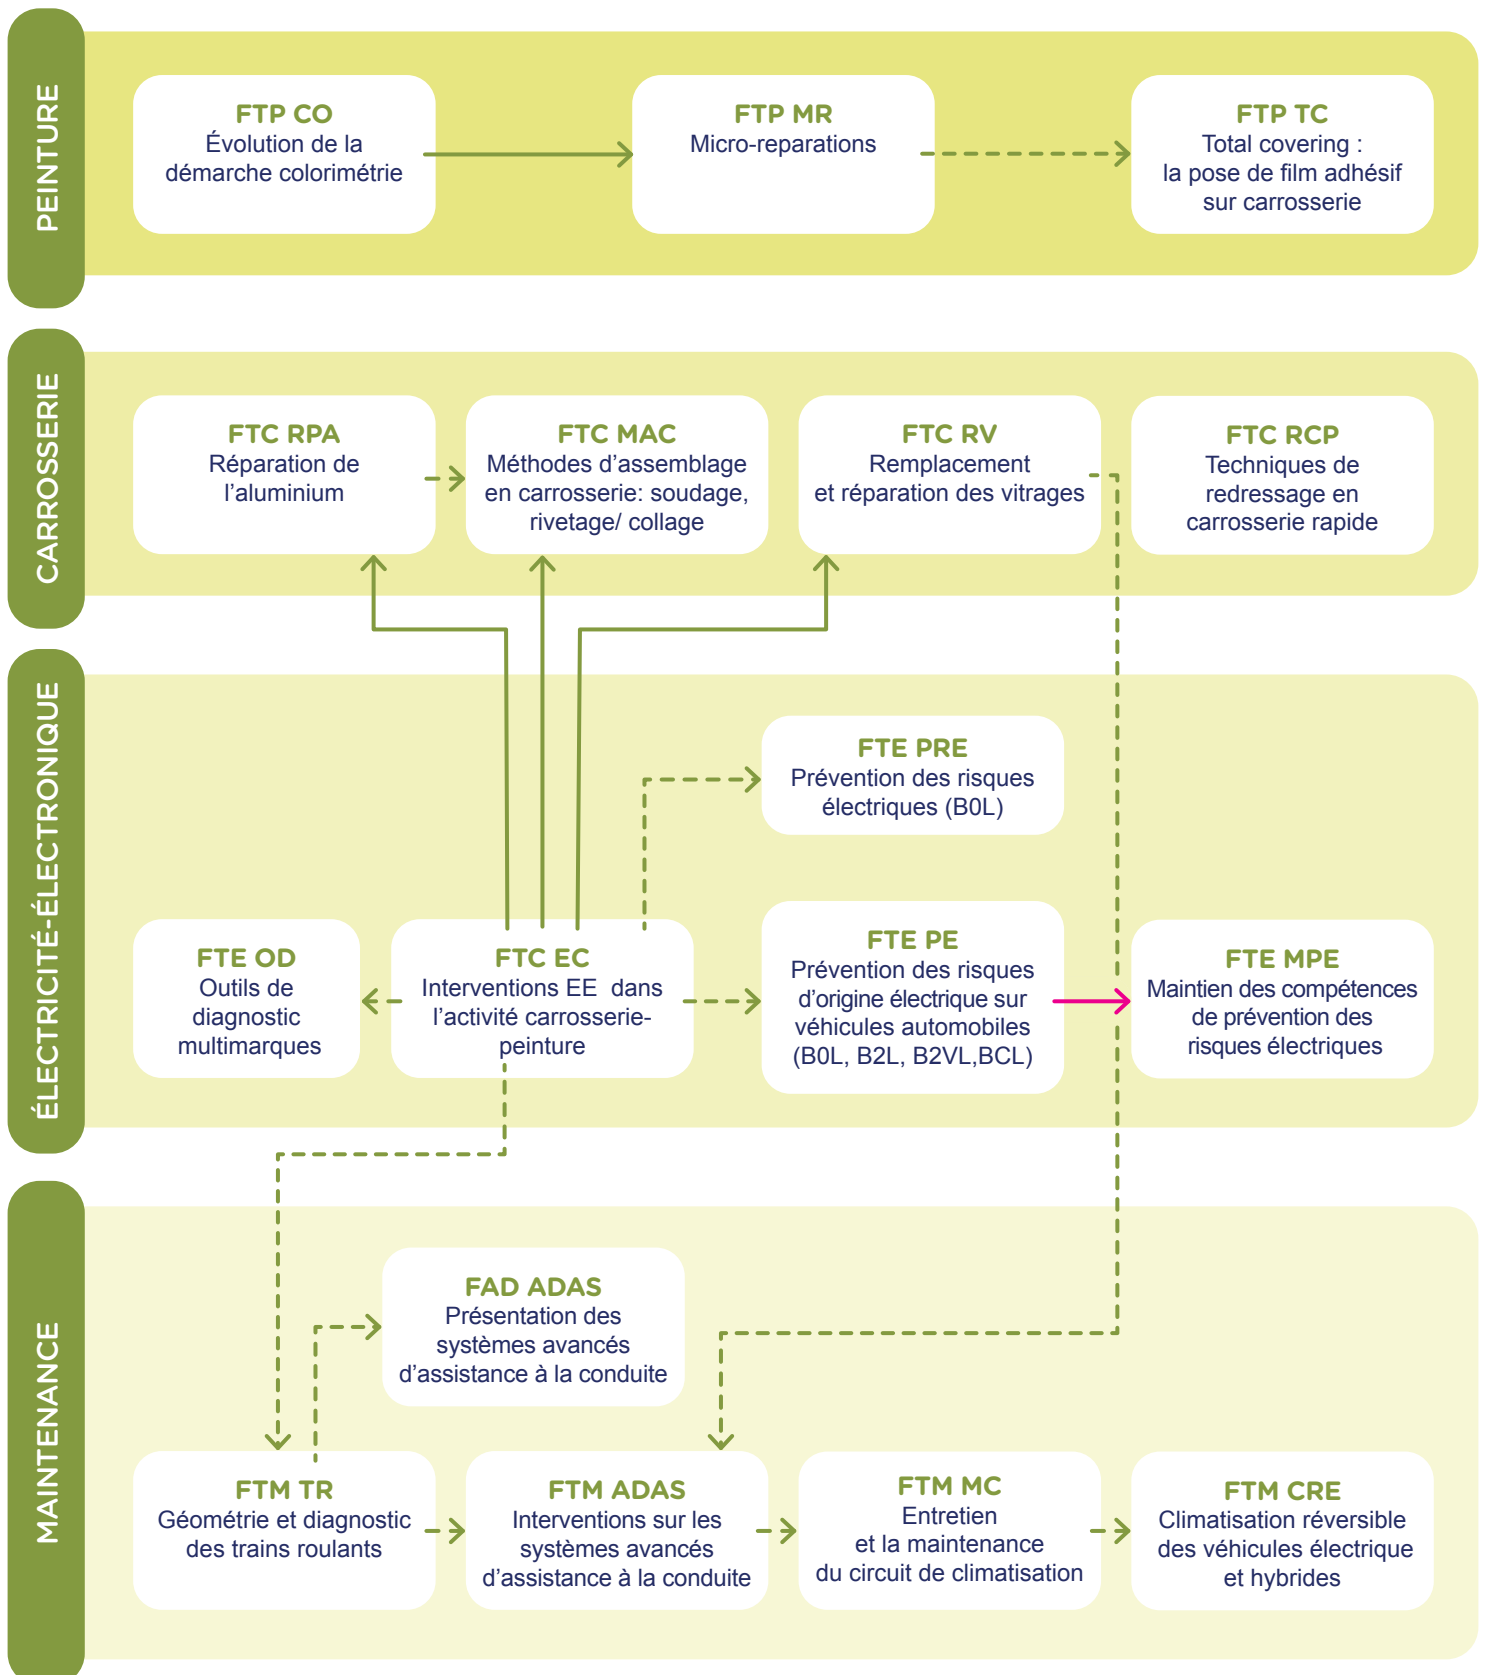 PEINTURE
FTP CO
Évolution de la
démarche colorimétrie
FTP MR
Micro-reparations
FTP TC
Total covering :
la pose de film adhésif
sur carrosserie
CARROSSERIE
FTC RPA
Réparation de
l’aluminium
FTC MAC
Méthodes d’assemblage
en carrosserie: soudage,
rivetage/ collage
FTC RV
Remplacement
et réparation des vitrages
FTC RCP
Techniques de
redressage en
carrosserie rapide
ÉLECTRICITÉ-ÉLECTRONIQUE
FTE PRE
Prévention des risques
électriques (B0L)
FTE OD
Outils de
diagnostic
multimarques
FTC EC
Interventions EE dans
l’activité carrosserie-
peinture
FTE PE
Prévention des risques
d’origine électrique sur
véhicules automobiles
(B0L, B2L, B2VL,BCL)
FTE MPE
Maintien des compétences
de prévention des
risques électriques
MAINTENANCE
FAD ADAS
Présentation des
systèmes avancés
d’assistance à la conduite
FTM TR
Géométrie et diagnostic
des trains roulants
FTM ADAS
Interventions sur les
systèmes avancés
d’assistance à la conduite
FTM MC
Entretien
et la maintenance
du circuit de climatisation
FTM CRE
Climatisation réversible
des véhicules électrique
et hybrides